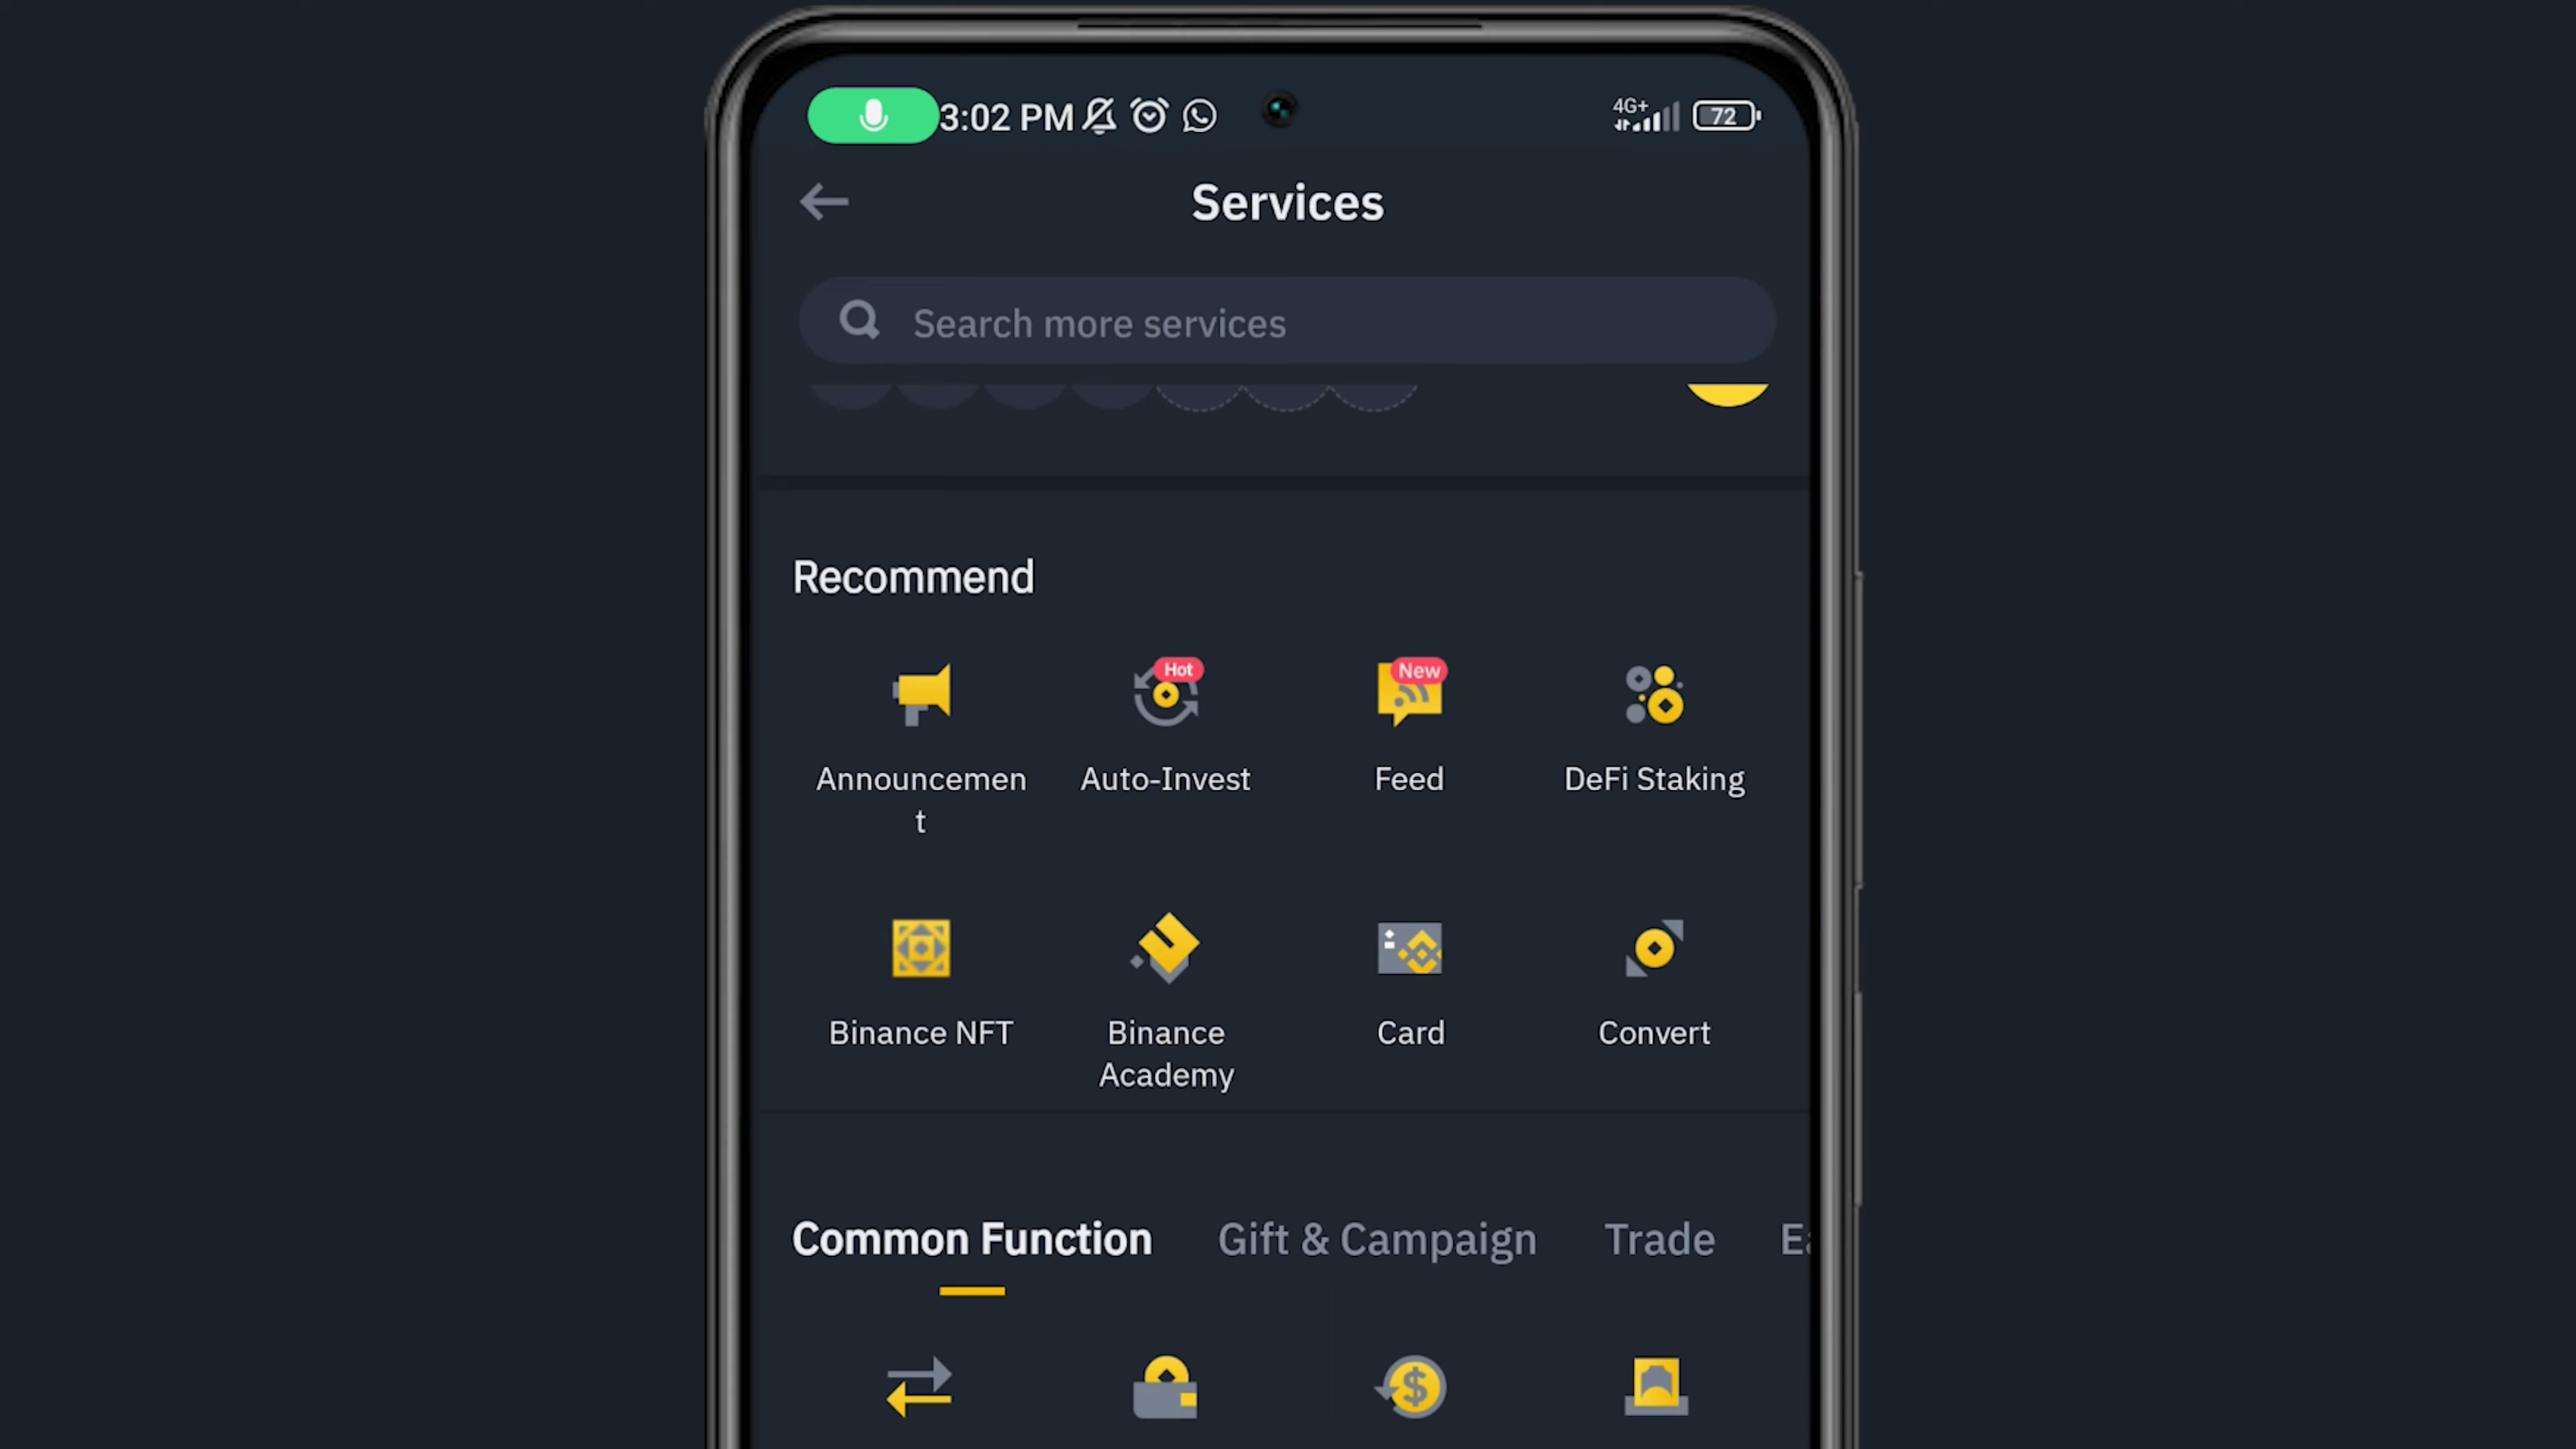 3:02 PM 4G+ 72
Services
Search more services
Recommend
Hot New
Announcemen Auto-Invest Feed DeFi Staking
t
Binance NFT Binance Card Convert
Academy
Common Function Gift & Campaign Trade Ea